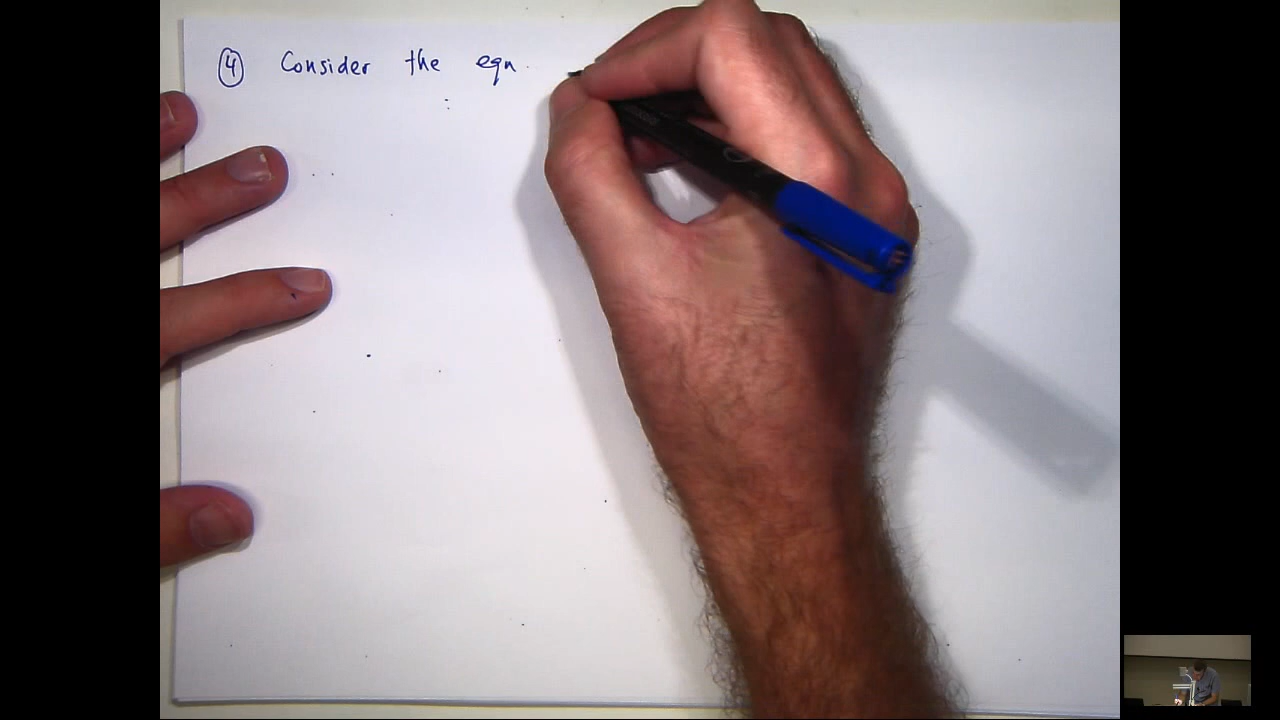 ④ Consider the eqn